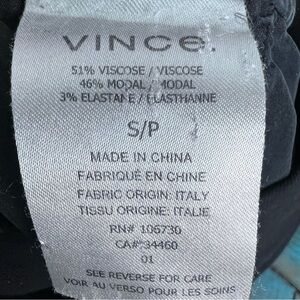 VINCE.
51% VISCOSE / VISCOSE
46% MODAL / MODAL
3% ELASTANE / ELASTHANNE
S/P
MADE IN CHINA
FABRIQUÉ EN CHINE
FABRIC ORIGIN: ITALY
TISSU ORIGINE: ITALIE
RN# 106730
CA# 34460
01
SEE REVERSE FOR CARE
VOIR AU VERSO POUR LES SOINS